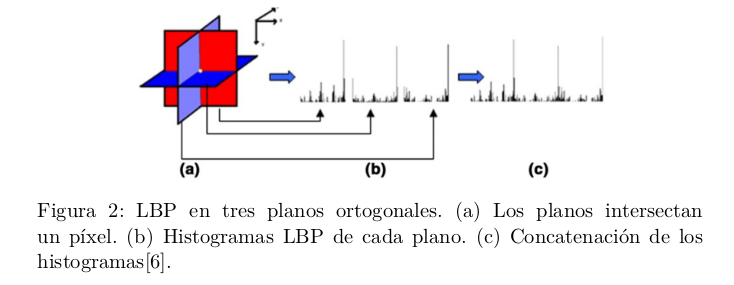 (a) (b) (c)
Figura 2: LBP en tres planos ortogonales. (a) Los planos intersectan
un píxel. (b) Histogramas LBP de cada plano. (c) Concatenación de los
histogramas[6].